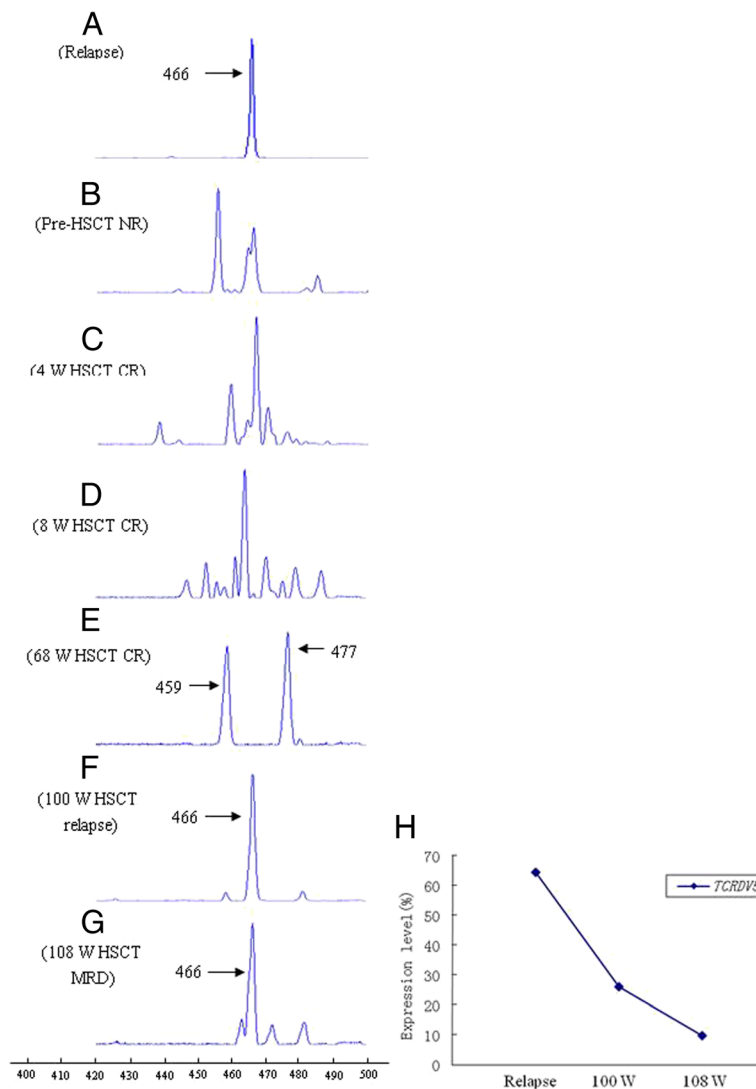 A
(Relapse)
466
B
(Pre-HSCT NR)
C
(4 W HSCT CR)
D
(8 W HSCT CR)
E
(68 W HSCT CR)
477
459
F
(100 W HSCT
relapse)
466
G
(108 W HSCT
MRD)
466
400 410 420 430 440 450 460 470 480 490 500
H
70
60
50
40
30
20
10
0
Expression level(%)
Relapse 100 W 108 W